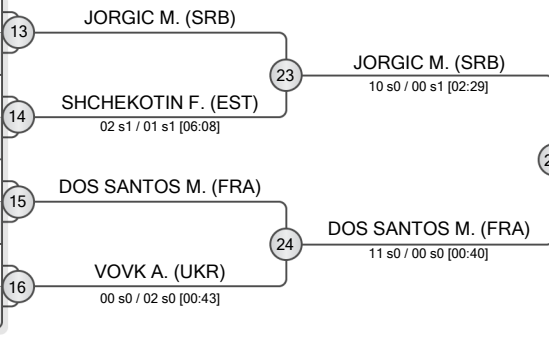 13
JORGIC M. (SRB)
23
JORGIC M. (SRB)
10 s0 / 00 s1 [02:29]
14
SHCHEKOTIN F. (EST)
02 s1 / 01 s1 [06:08]
15
DOS SANTOS M. (FRA)
24
DOS SANTOS M. (FRA)
11 s0 / 00 s0 [00:40]
16
VOVK A. (UKR)
00 s0 / 02 s0 [00:43]